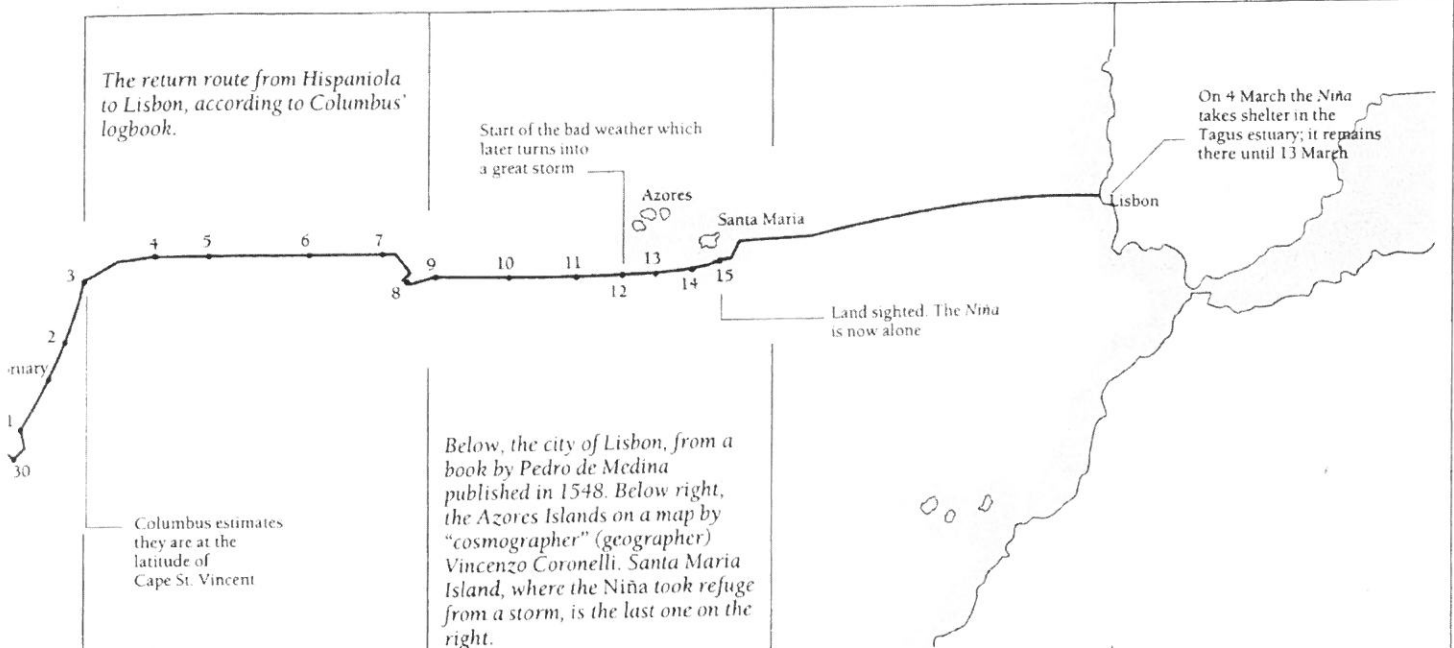 The return route from Hispaniola
to Lisbon, according to Columbus'
logbook.
Start of the bad weather which
later turns into
a great storm
On 4 March the Niña
takes shelter in the
Tagus estuary; it remains
there until 13 March
Azores
Santa Maria
Lisbon
30
1
2
3
4
5
6
7
8
9
10
11
12
13
14
15
ruary
Land sighted. The Niña
is now alone
Columbus estimates
they are at the
latitude of
Cape St. Vincent
Below, the city of Lisbon, from a
book by Pedro de Medina
published in 1548. Below right,
the Azores Islands on a map by
"cosmographer" (geographer)
Vincenzo Coronelli. Santa Maria
Island, where the Niña took refuge
from a storm, is the last one on the
right.